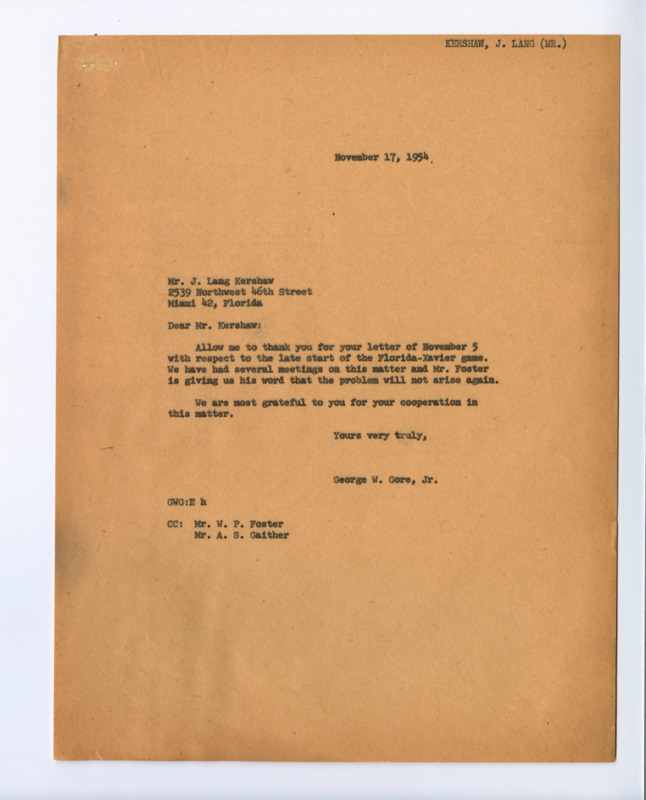 KERSHAW, J. LANG (MR.)
November 17, 1954
Mr. J. Lang Kershaw
2539 Northwest 46th Street
Miami 42, Florida
Dear Mr. Kershaw:
Allow me to thank you for your letter of November 5
with respect to the late start of the Florida-Xavier game.
We have had several meetings on this matter and Mr. Foster
is giving us his word that the problem will not arise again.
We are most grateful to you for your cooperation in
this matter.
Yours very truly,
George W. Gore, Jr.
GWG:E h
CC: Mr. W. P. Foster
Mr. A. S. Gaither